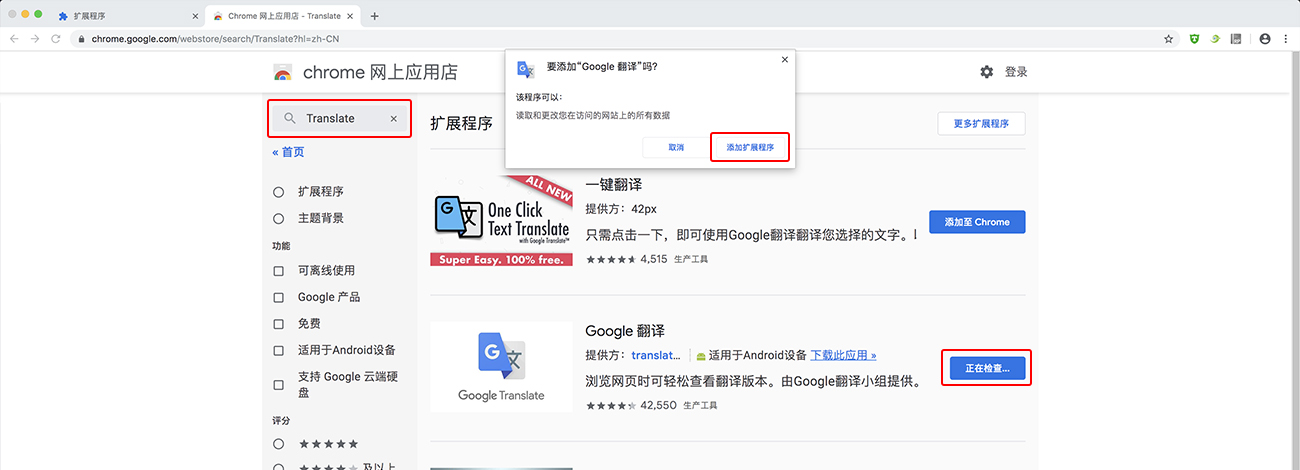 扩展程序
Chrome 网上应用店 - Translate
chrome.google.com/webstore/search/Translate?hl=zh-CN
chrome 网上应用店
登录
要添加“Google 翻译”吗?
该程序可以:
读取和更改您在访问的网站上的所有数据
取消
添加扩展程序
Translate
« 首页
扩展程序
主题背景
功能
可离线使用
Google 产品
免费
适用于Android设备
支持 Google 云端硬
盘
评分
及以上
扩展程序
更多扩展程序
ALL NEW
One Click
Text Translate
with Google Translate™
Super Easy. 100% free.
一键翻译
提供方: 42px
只需点击一下，即可使用Google翻译翻译您选择的文字。
4,515 生产工具
添加至 Chrome
G 文
Google Translate
Google 翻译
提供方: translat... 适用于Android设备 下载此应用 »
浏览网页时可轻松查看翻译版本。由Google翻译小组提供。
42,550 生产工具
正在检查...